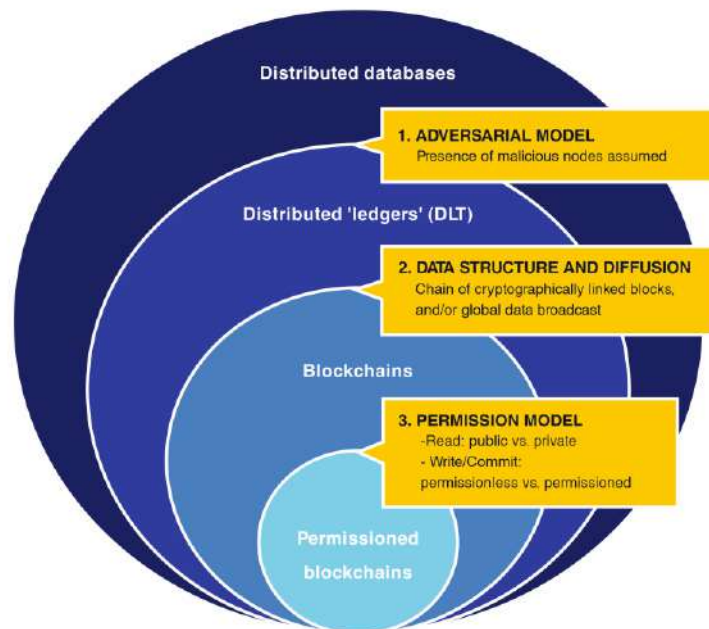 Distributed databases
1. ADVERSARIAL MODEL
Presence of malicious nodes assumed
Distributed 'ledgers' (DLT)
2. DATA STRUCTURE AND DIFFUSION
Chain of cryptographically linked blocks,
and/or global data broadcast
Blockchains
3. PERMISSION MODEL
-Read: public vs. private
- Write/Commit:
permissionless vs. permissioned
Permissioned
blockchains